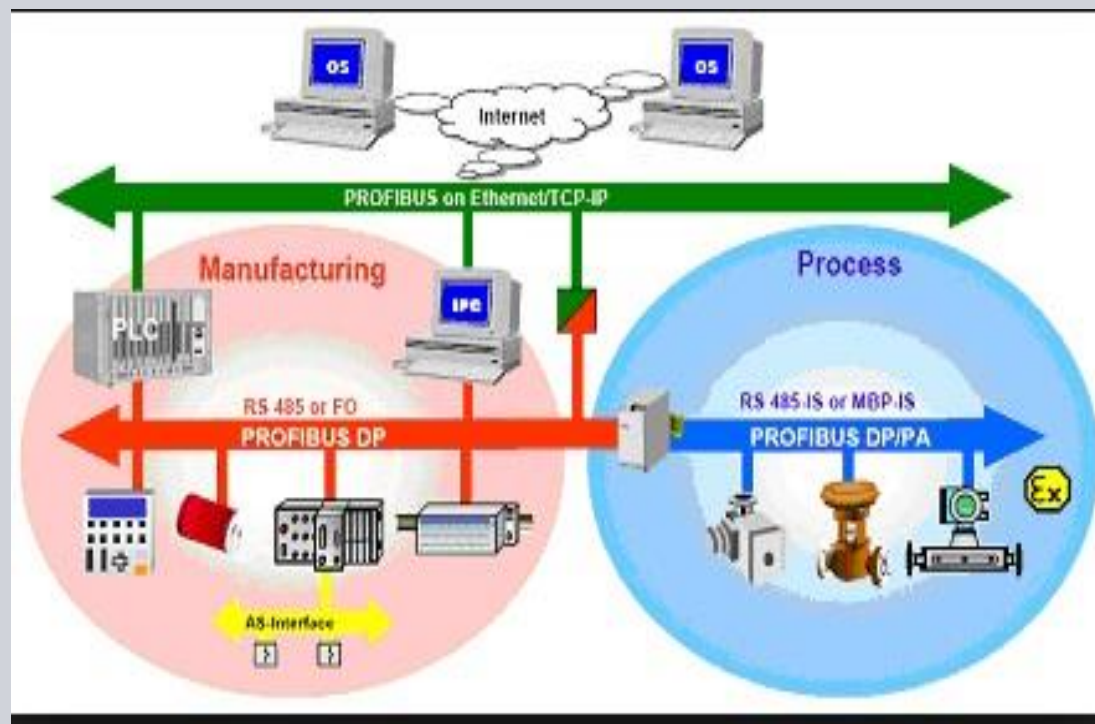 OS
OS
Internet
PROFIBUS on Ethernet/TCP-IP
Manufacturing
Process
PLC
IPC
RS 485 or FO
RS 485-IS or MBP-IS
PROFIBUS DP
PROFIBUS DP/PA
Ex
AS-Interface